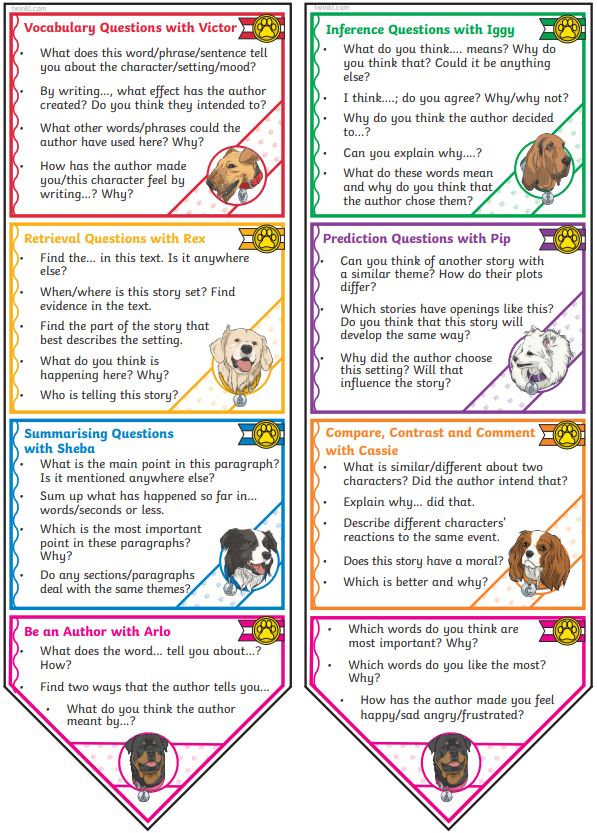 twinkl.com
Vocabulary Questions with Victor
• What does this word/phrase/sentence tell
you about the character/setting/mood?
• By writing..., what effect has the author
created? Do you think they intended to?
• What other words/phrases could the
author have used here? Why?
• How has the author made
you/this character feel by
writing...? Why?
Retrieval Questions with Rex
• Find the... in this text. Is it anywhere
else?
• When/where is this story set? Find
evidence in the text.
• Find the part of the story that
best describes the setting.
• What do you think is
happening here? Why?
• Who is telling this story?
Summarising Questions
with Sheba
• What is the main point in this paragraph?
Is it mentioned anywhere else?
• Sum up what has happened so far in...
words/seconds or less.
• Which is the most important
point in these paragraphs?
Why?
• Do any sections/paragraphs
deal with the same themes?
Be an Author with Arlo
• What does the word... tell you about...?
How?
• Find two ways that the author tells you...
• What do you think the author
meant by...?
twinkl.com
Inference Questions with Iggy
• What do you think.... means? Why do
you think that? Could it be anything
else?
• I think....; do you agree? Why/why not?
• Why do you think the author decided
to...?
• Can you explain why....?
• What do these words mean
and why do you think that
the author chose them?
Prediction Questions with Pip
• Can you think of another story with
a similar theme? How do their plots
differ?
• Which stories have openings like this?
Do you think that this story will
develop the same way?
• Why did the author choose
this setting? Will that
influence the story?
Compare, Contrast and Comment
with Cassie
• What is similar/different about two
characters? Did the author intend that?
• Explain why... did that.
• Describe different characters'
reactions to the same event.
• Does this story have a moral?
• Which is better and why?
• Which words do you think are
most important? Why?
• Which words do you like the most?
Why?
• How has the author made you feel
happy/sad angry/frustrated?